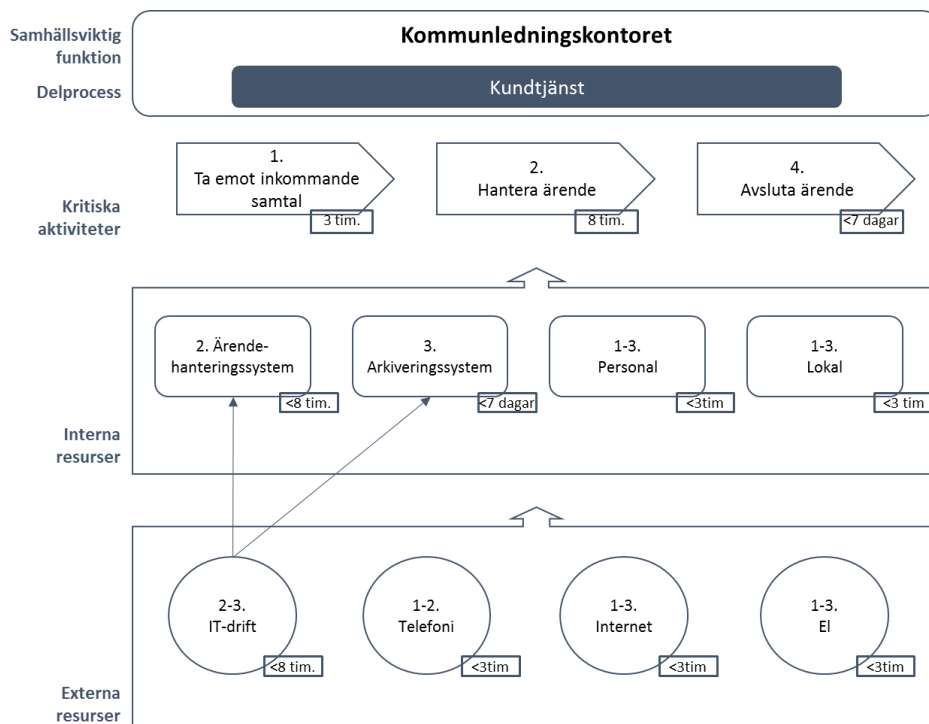 Samhällsviktig
funktion
Kommunledningskontoret
Delprocess
Kundtjänst
Kritiska
aktiviteter
1.
Ta emot inkommande
samtal
3 tim.
2.
Hantera ärende
8 tim.
4.
Avsluta ärende
<7 dagar
Interna
resurser
2. Ärende-
hanteringssystem
<8 tim.
3.
Arkiveringssystem
<7 dagar
1-3.
Personal
<3tim
1-3.
Lokal
<3 tim
Externa
resurser
2-3.
IT-drift
<8 tim.
1-2.
Telefoni
<3tim
1-3.
Internet
<3tim
1-3.
El
<3tim